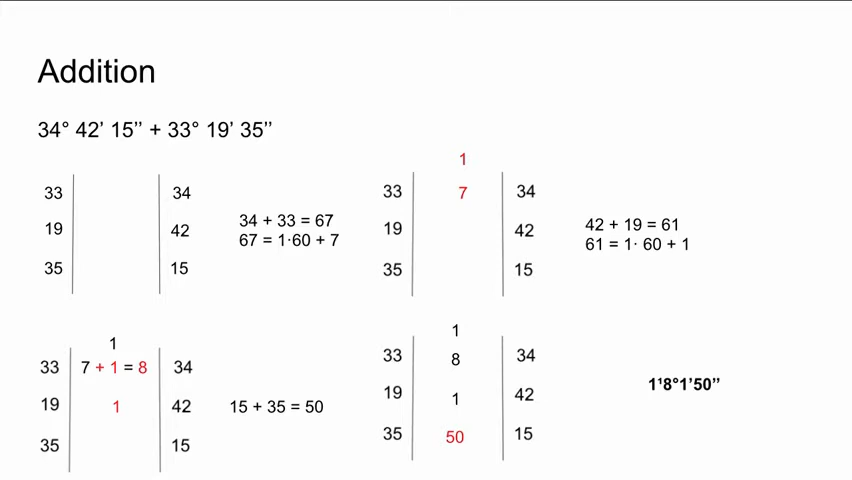 Addition
34° 42’ 15’’ + 33° 19’ 35’’
33 34
19 42
35 15
34 + 33 = 67
67 = 1·60 + 7
1
33 7 34
19 42
35 15
42 + 19 = 61
61 = 1· 60 + 1
1
33 7 + 1 = 8 34
19 1 42
35 15
15 + 35 = 50
1
33 8 34
19 1 42
35 50 15
1¹8°1’50’’